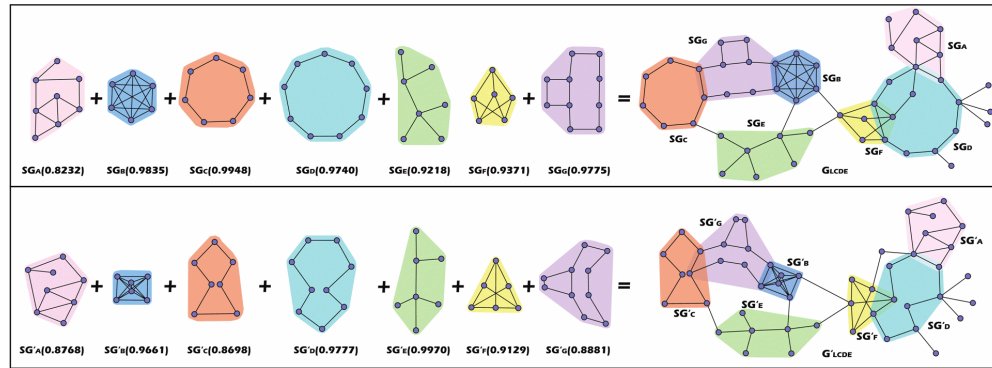 SGG
SGA
SGB
SGC
SGE
SGF
SGD
SGA(0.8232) SGB(0.9835) SGC(0.9948) SGD(0.9740) SGE(0.9218) SGF(0.9371) SGG(0.9775) GLCDE
+ + + + + + =
SG'G
SG'A
SG'B
SG'C
SG'E
SG'F
SG'D
SG'A(0.8768) SG'B(0.9661) SG'C(0.8698) SG'D(0.9777) SG'E(0.9970) SG'F(0.9129) SG'G(0.8881) G'LCDE
+ + + + + + =